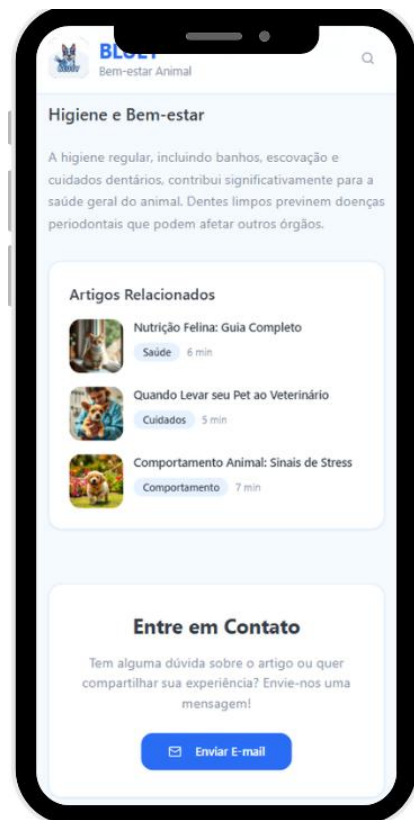 Bem-estar Animal
Higiene e Bem-estar
A higiene regular, incluindo banhos, escovação e
cuidados dentários, contribui significativamente para a
saúde geral do animal. Dentes limpos previnem doenças
periodontais que podem afetar outros órgãos.
Artigos Relacionados
Nutrição Felina: Guia Completo
Saúde 6 min
Quando Levar seu Pet ao Veterinário
Cuidados 5 min
Comportamento Animal: Sinais de Stress
Comportamento 7 min
Entre em Contato
Tem alguma dúvida sobre o artigo ou quer
compartilhar sua experiência? Envie-nos uma
mensagem!
Enviar E-mail